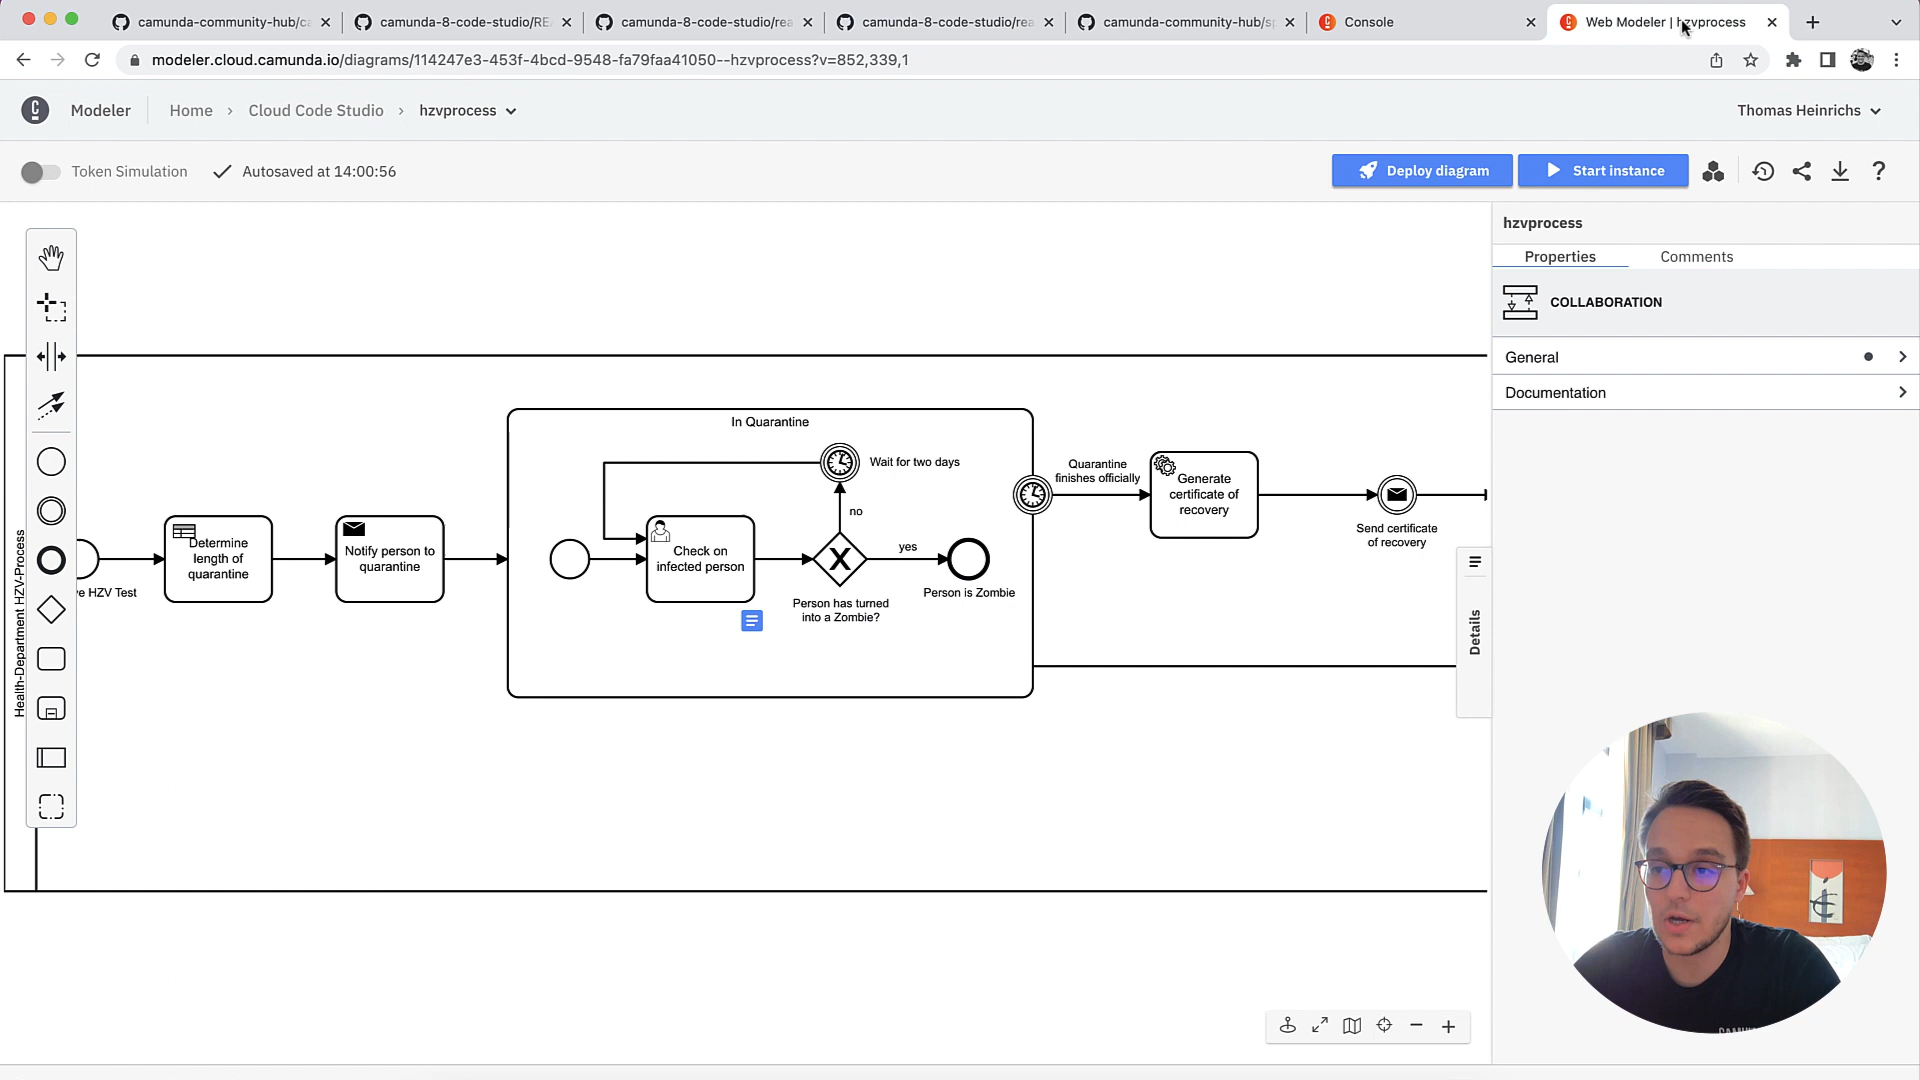 camunda-community-hub/ca
camunda-8-code-studio/REA
camunda-8-code-studio/rea
camunda-8-code-studio/rea
camunda-community-hub/sp
Console
Web Modeler | hzvprocess
modeler.cloud.camunda.io/diagrams/114247e3-453f-4bcd-9548-fa79faa41050--hzvprocess?v=852,339,1
Modeler
Home
Cloud Code Studio
hzvprocess
Thomas Heinrichs
Token Simulation
Autosaved at 14:00:56
Deploy diagram
Start instance
hzvprocess
Properties
Comments
COLLABORATION
General
Documentation
Details
Health-Department HZV-Process
e HZV Test
Determine
length of
quarantine
Notify person to
quarantine
In Quarantine
Wait for two days
no
Check on
infected person
yes
Person has turned
into a Zombie?
Person is Zombie
Quarantine
finishes officially
Generate
certificate of
recovery
Send certificate
of recovery